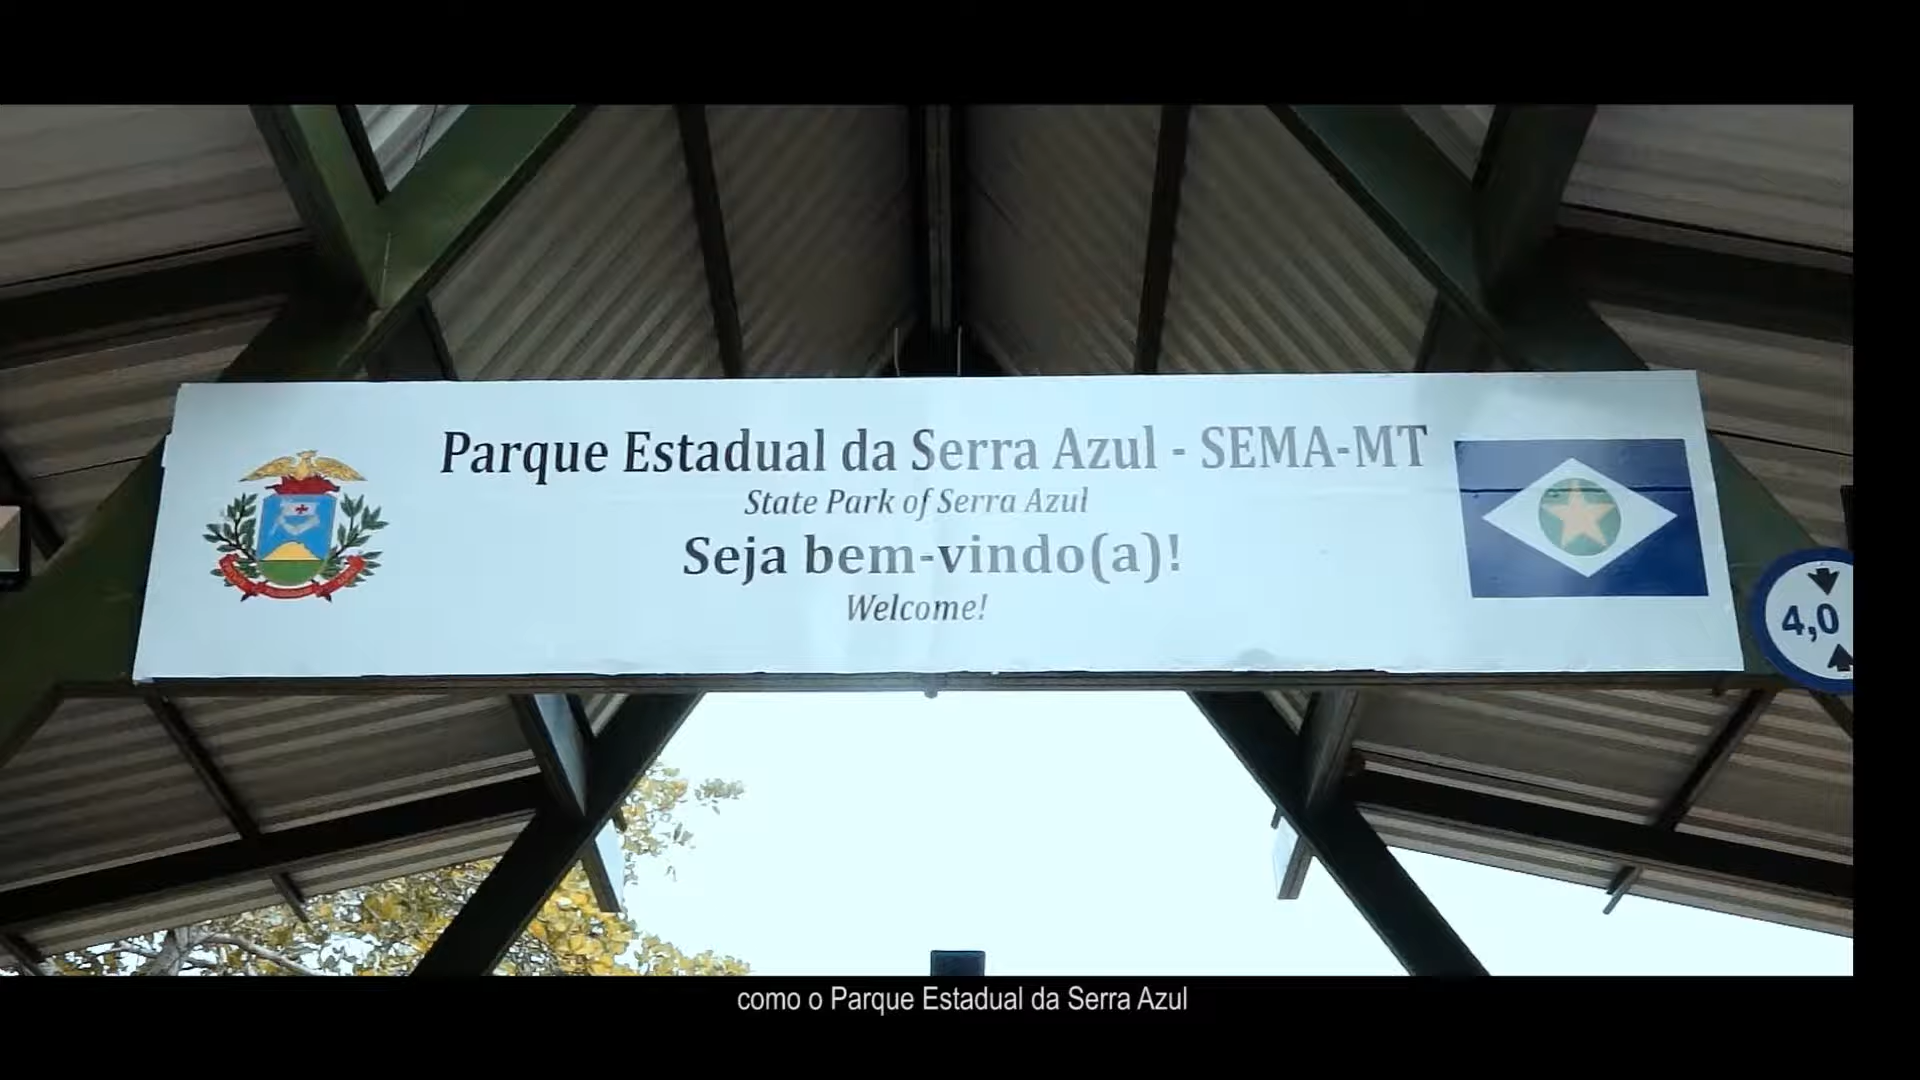 Parque Estadual da Serra Azul - SEMA-MT
State Park of Serra Azul
Seja bem-vindo(a)!
Welcome!
4,0
como o Parque Estadual da Serra Azul